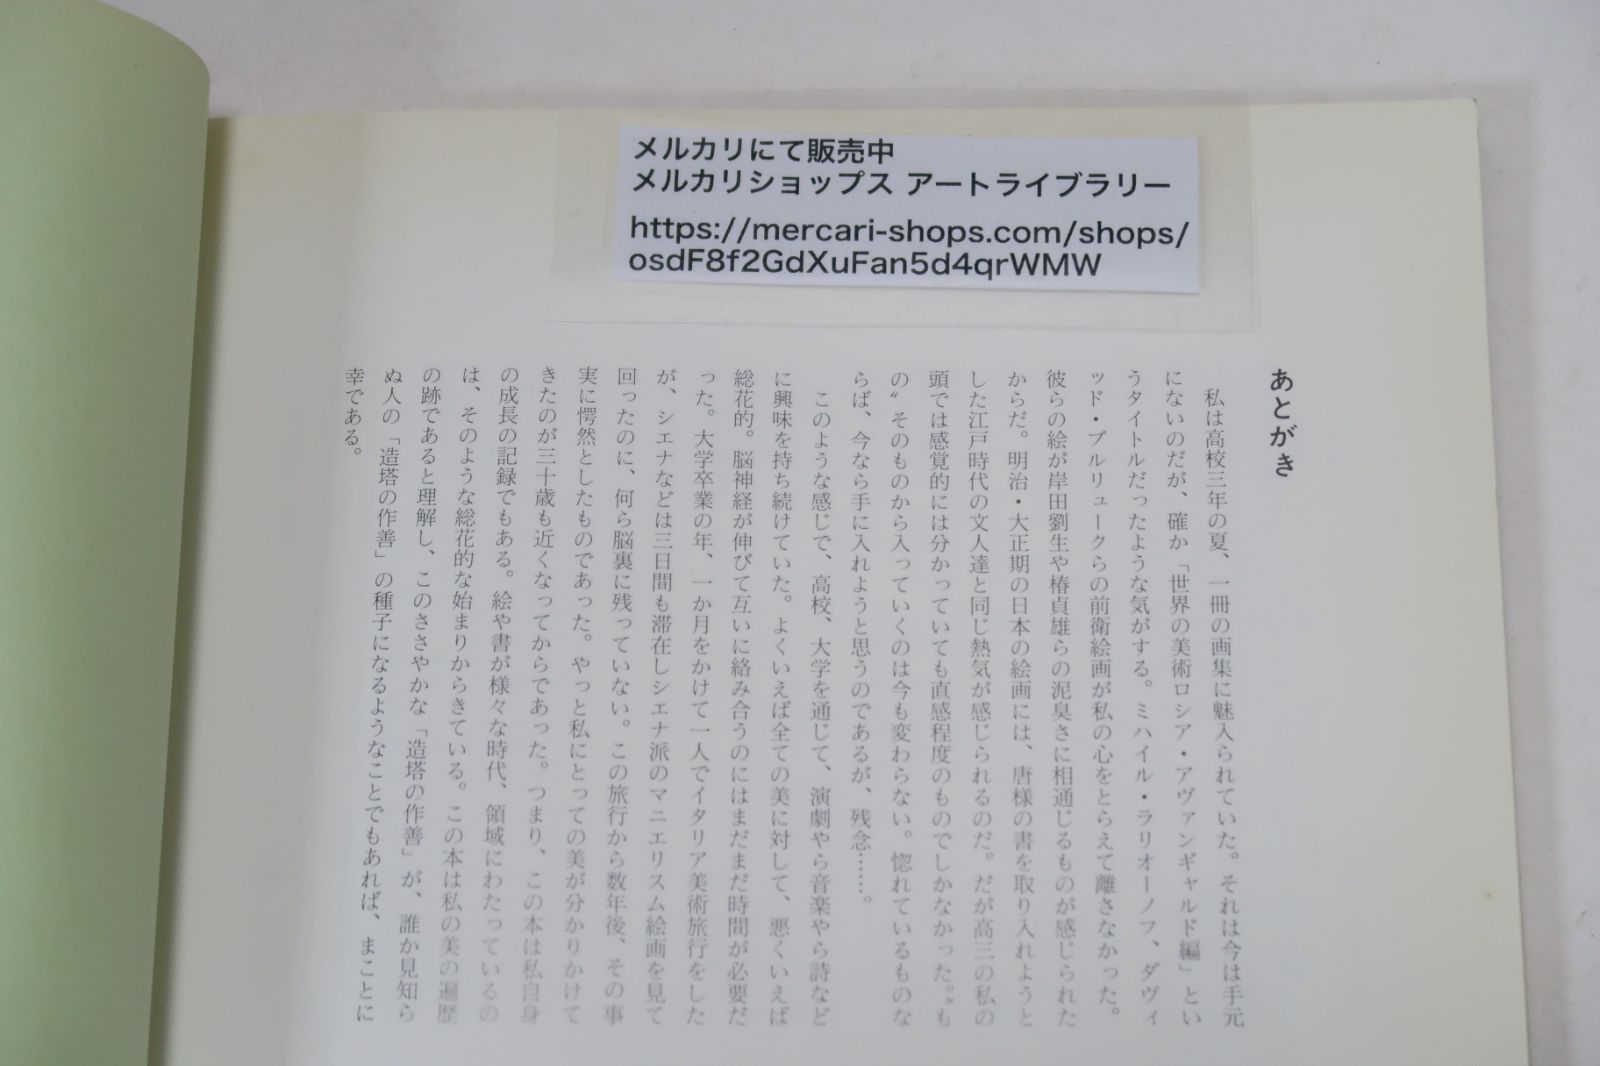 メルカリにて販売中
メルカリショップス アートライブラリー
https://mercari-shops.com/shops/
osdF8f2GdXuFan5d4qrWMW
あとがき
私は高校三年の夏、一冊の画集に魅入られていた。それは今は手元
にないのだが、確か「世界の美術ロシア・アヴァンギャルド編」とい
うタイトルだったような気がする。ミハイル・ラリオーノフ、ダヴィ
ッド・ブルリュークらの前衛絵画が私の心をとらえて離さなかった。
彼らの絵が岸田劉生や椿貞雄らの泥臭さに相通じるものが感じられた
からだ。明治・大正期の日本の絵画には、唐様の書を取り入れようと
した江戸時代の文人達と同じ熱気が感じられるのだ。だが高三の私の
頭では感覚的には分かっていても直感程度のものでしかなかった。〝も
の〟そのものから入っていくのは今も変わらない。惚れているものな
らば、今なら手に入れようと思うのであるが、残念……。
このような感じで、高校、大学を通じて、演劇やら音楽やら詩など
に興味を持ち続けていた。よくいえば全ての美に対して、悪くいえば
総花的。脳神経が伸びて互いに絡み合うのにはまだまだ時間が必要だ
った。大学卒業の年、一か月をかけて一人でイタリア美術旅行をした
が、シエナなどは三日間も滞在しシエナ派のマニエリスム絵画を見て
回ったのに、何ら脳裏に残っていない。この旅行から数年後、その事
実に愕然としたものであった。やっと私にとっての美が分かりかけて
きたのが三十歳も近くなってからであった。つまり、この本は私自身
の成長の記録でもある。絵や書が様々な時代、領域にわたっているの
は、そのような総花的な始まりからきている。この本は私の美の遍歴
の跡であると理解し、このささやかな「造塔の作善」が、誰か見知ら
ぬ人の「造塔の作善」の種子になるようなことでもあれば、まことに
幸である。